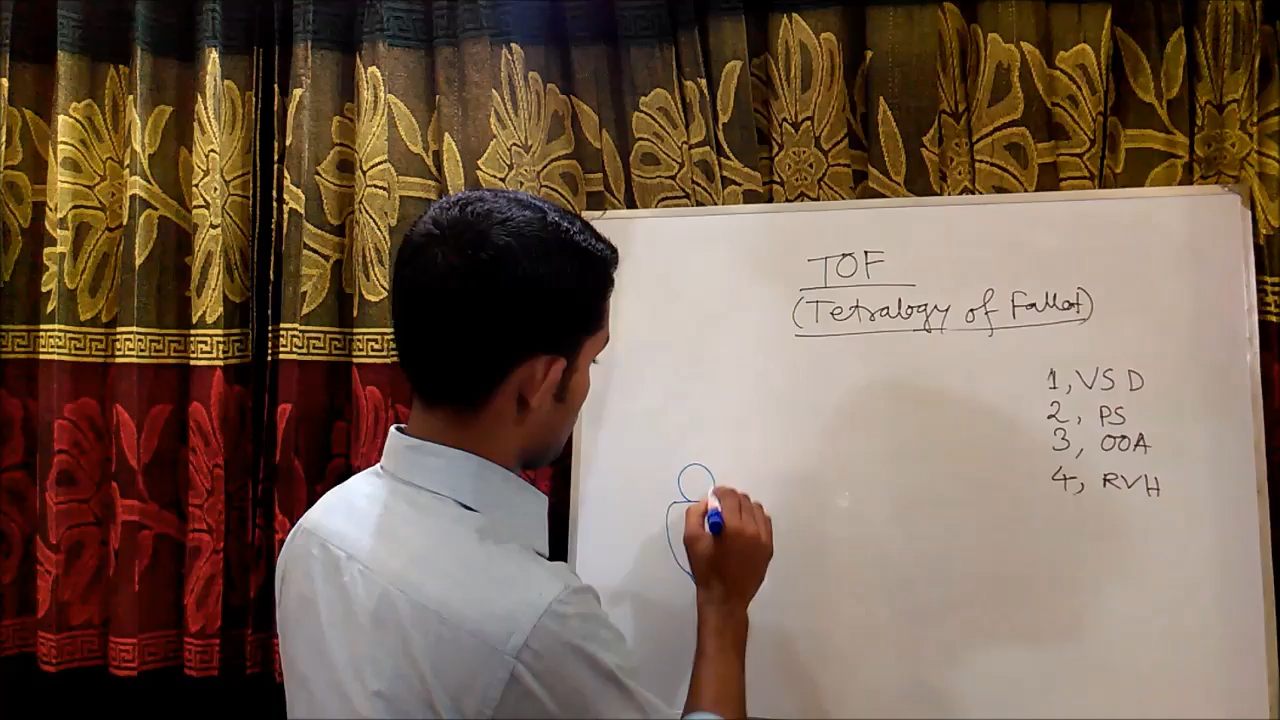 TOF
(Tetralogy of Fallot)
1, VSD
2, PS
3, OOA
4, RVH